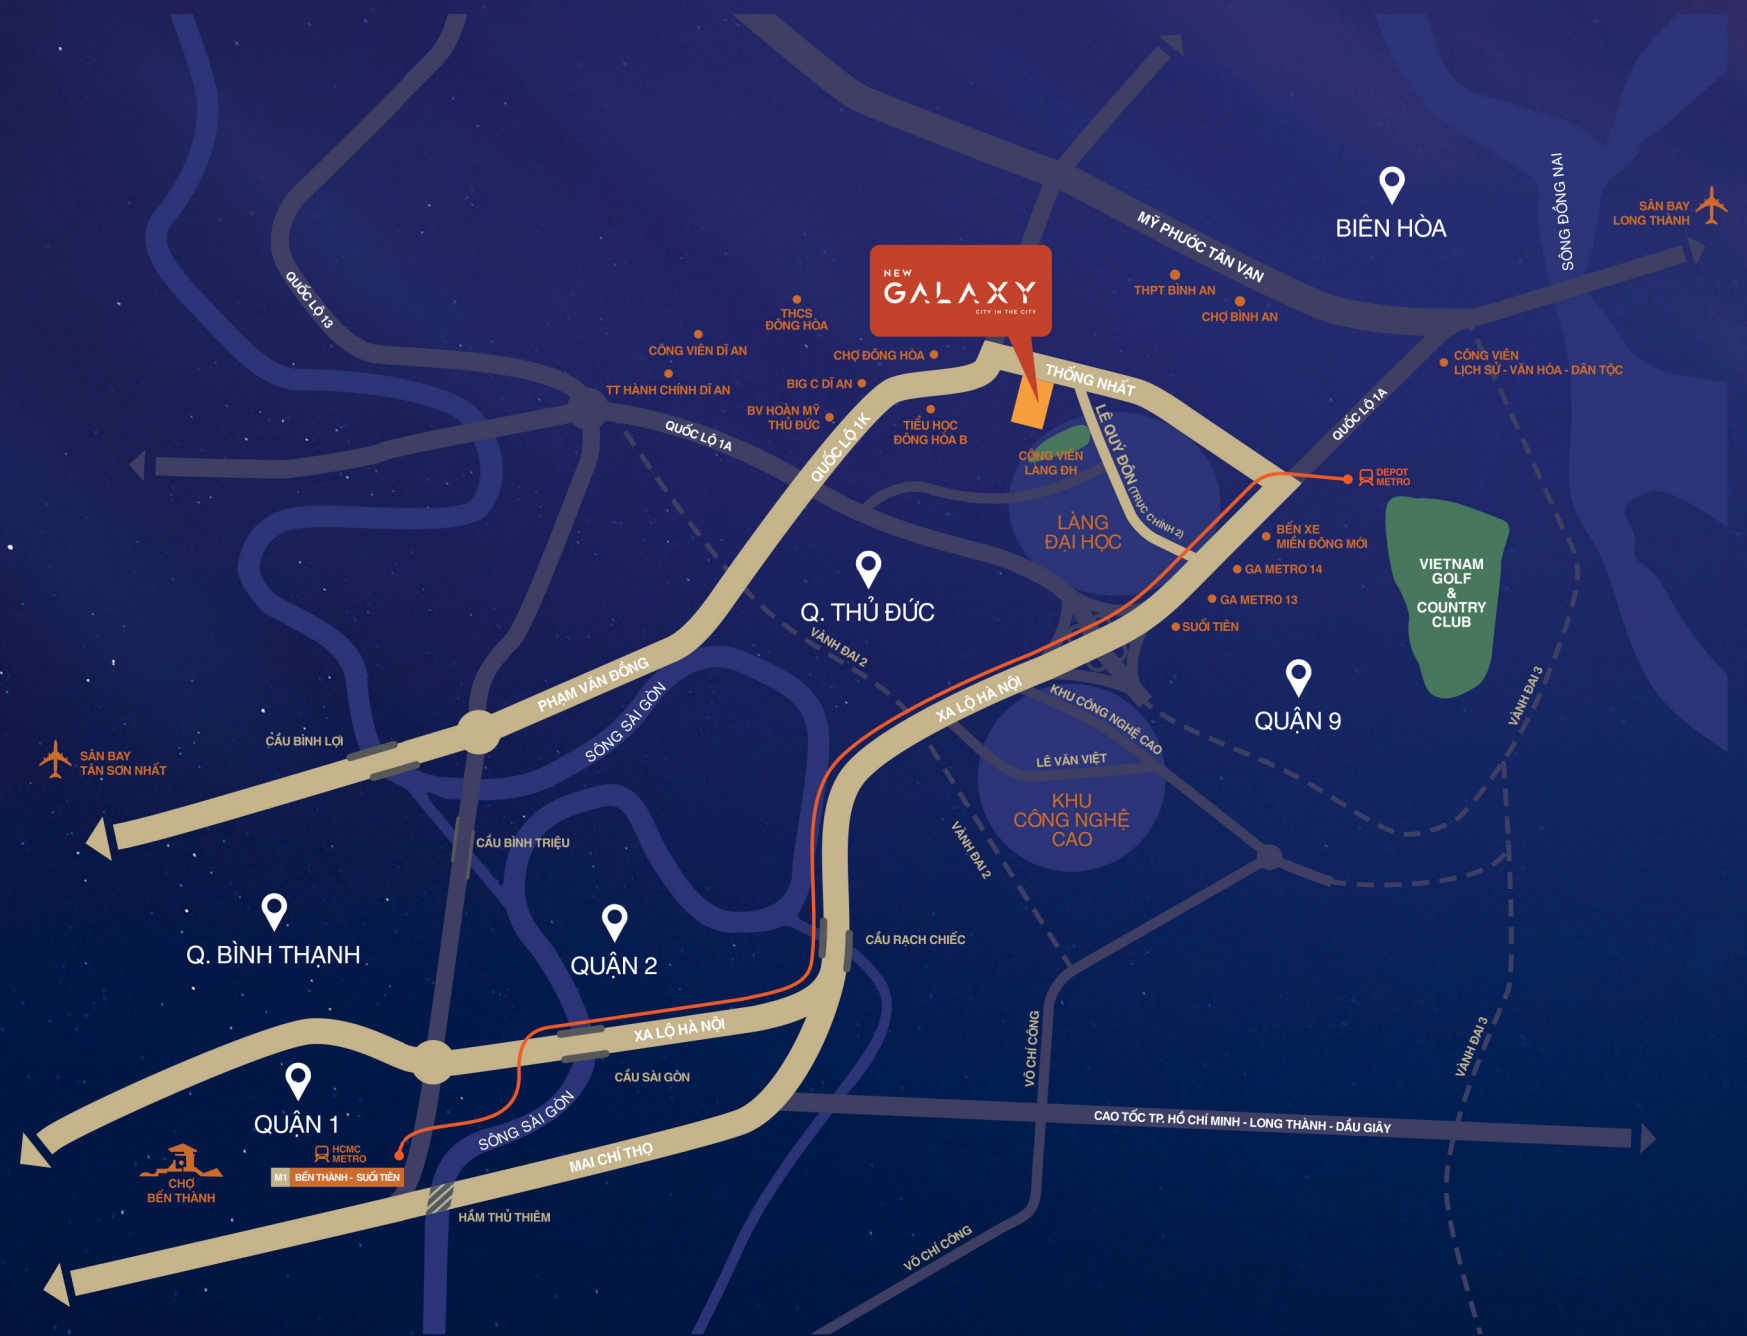 SÔNG ĐỒNG NAI
BIÊN HÒA
SÂN BAY
LONG THÀNH
MỸ PHƯỚC TÂN VẠN
NEW
GALAXY
CITY IN THE CITY
THPT BÌNH AN
CHỢ BÌNH AN
QUỐC LỘ 13
THCS
ĐÔNG HÒA
CÔNG VIÊN DĨ AN
CHỢ ĐÔNG HÒA
TT HÀNH CHÍNH DĨ AN
BIG C DĨ AN
BV HOÀN MỸ
THỦ ĐỨC
TIỂU HỌC
ĐÔNG HÒA B
THỐNG NHẤT
CÔNG VIÊN
LỊCH SỬ - VĂN HÓA - DÂN TỘC
QUỐC LỘ 1A
QUỐC LỘ 1K
QUỐC LỘ 1A
LÊ QUÝ ĐÔN (TRỤC CHÍNH 2)
CÔNG VIÊN
LÀNG ĐH
DEPOT
METRO
LÀNG
ĐẠI HỌC
BẾN XE
MIỀN ĐÔNG MỚI
GA METRO 14
GA METRO 13
SUỐI TIÊN
VIETNAM
GOLF
&
COUNTRY
CLUB
Q. THỦ ĐỨC
VÀNH ĐAI 2
PHẠM VĂN ĐỒNG
SÔNG SÀI GÒN
XA LỘ HÀ NỘI
KHU CÔNG NGHỆ CAO
QUẬN 9
VÀNH ĐAI 3
CẦU BÌNH LỢI
SÂN BAY
TÂN SƠN NHẤT
LÊ VĂN VIỆT
KHU
CÔNG NGHỆ
CAO
CẦU BÌNH TRIỆU
VÀNH ĐAI 2
Q. BÌNH THẠNH
QUẬN 2
CẦU RẠCH CHIẾC
XA LỘ HÀ NỘI
CẦU SÀI GÒN
VÕ CHÍ CÔNG
VÀNH ĐAI 3
QUẬN 1
SÔNG SÀI GÒN
CAO TỐC TP. HỒ CHÍ MINH - LONG THÀNH - DẦU GIÂY
HCMC
METRO
M1 BẾN THÀNH - SUỐI TIÊN
MAI CHÍ THỌ
CHỢ
BẾN THÀNH
HẦM THỦ THIÊM
VÕ CHÍ CÔNG